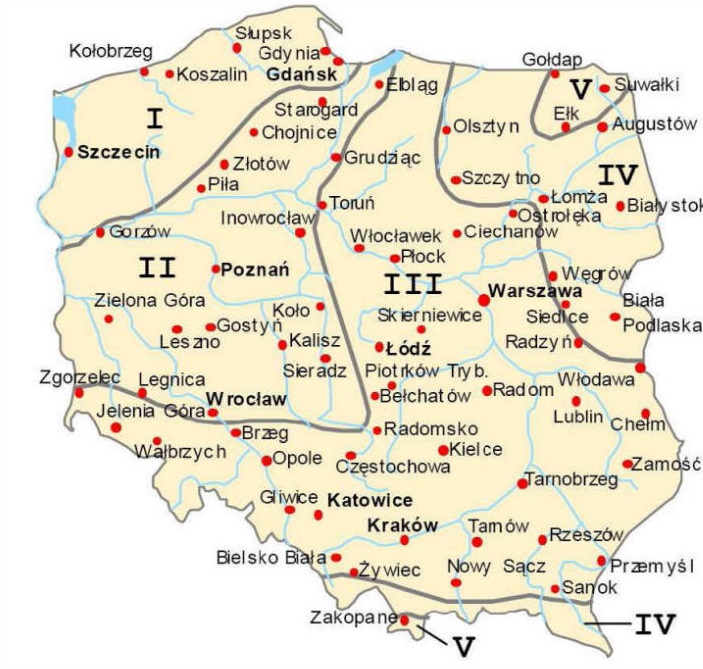 Słupsk
Kołobrzeg
Gdynia
Koszalin
Gdańsk
Gołdap
Suwałki
Elbląg
V
I
Starogard
Ełk
Augustów
Chojnice
Olsztyn
Szczecin
Złotów
Grudziąc
Szczytno
IV
Piła
Toruń
Łomża
Białystok
Inowrocław
Ostrołęka
Gorzów
Włocławek
Ciechanów
Płock
II
Poznań
III
Węgrów
Warszawa
Zielona Góra
Koło
Skierniewice
Siedlce
Biała
Podlaska
Gostyń
Leszno
Kalisz
Radzyń
Łódź
Sieradz
Piotrków Tryb.
Zgorzelec
Legnica
Włodawa
Bełchatów
Radom
Wrocław
Jelenia Góra
Lublin
Chełm
Brzeg
Radomsko
Wałbrzych
Kielce
Opole
Częstochowa
Zamość
Tarnobrzeg
Gliwice
Katowice
Kraków
Tarnów
Rzeszów
Bielsko Biała
Żywiec
Nowy Sącz
Przemyśl
Sanok
Zakopane
IV
V